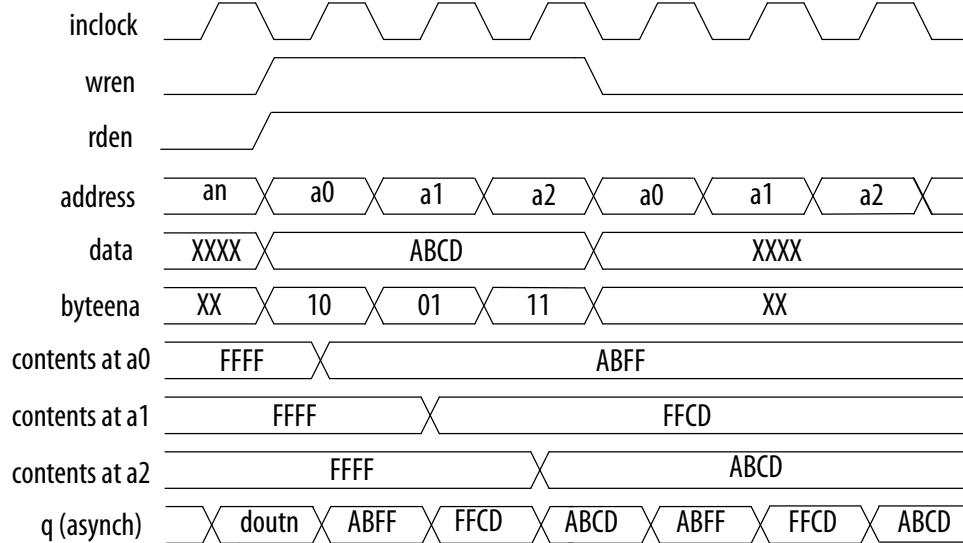 inclock
wren
rden
address an a0 a1 a2 a0 a1 a2
data XXXX ABCD XXXX
byteena XX 10 01 11 XX
contents at a0 FFFF ABFF
contents at a1 FFFF FFCD
contents at a2 FFFF ABCD
q (asynch) doutn ABFF FFCD ABCD ABFF FFCD ABCD